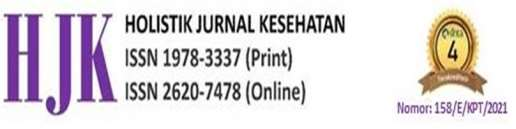 HJK
HOLISTIK JURNAL KESEHATAN
ISSN 1978-3337 (Print)
ISSN 2620-7478 (Online)
4
Nomor: 158/E/KPT/2021